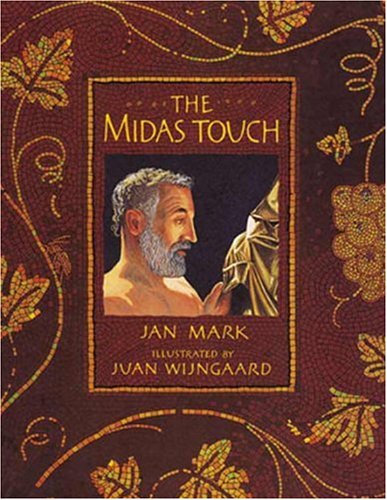 THE
MIDAS TOUCH
JAN MARK
ILLUSTRATED BY
JUAN WIJNGAARD